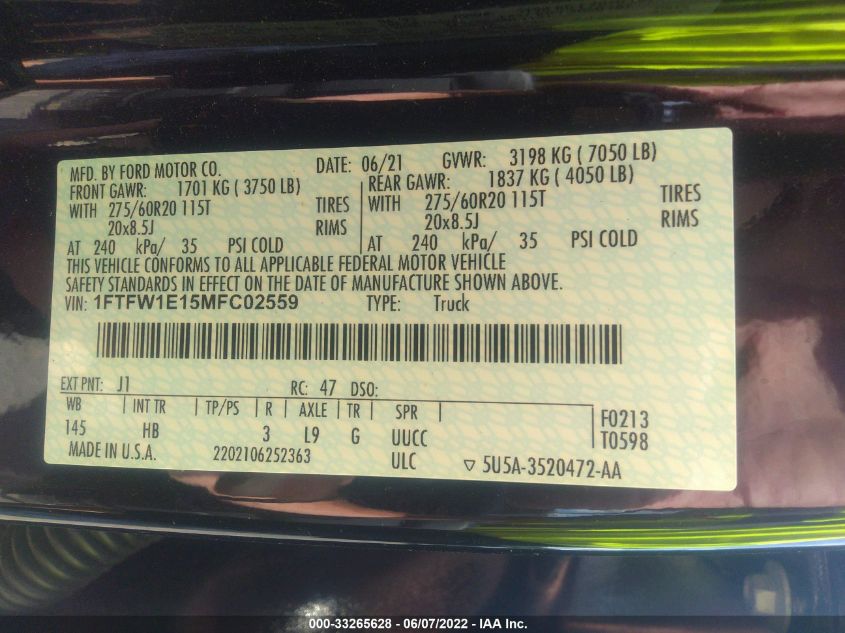 MFD. BY FORD MOTOR CO. DATE: 06/21 GVWR: 3198 KG ( 7050 LB)
FRONT GAWR: 1701 KG ( 3750 LB) REAR GAWR: 1837 KG ( 4050 LB)
WITH 275/60R20 115T TIRES WITH 275/60R20 115T TIRES
20x8.5J RIMS 20x8.5J RIMS
AT 240 kPa/ 35 PSI COLD AT 240 kPa/ 35 PSI COLD
THIS VEHICLE CONFORMS TO ALL APPLICABLE FEDERAL MOTOR VEHICLE
SAFETY STANDARDS IN EFFECT ON THE DATE OF MANUFACTURE SHOWN ABOVE.
VIN: 1FTFW1E15MFC02559 TYPE: Truck
EXT PNT: J1 RC: 47 DSO:
WB INT TR TP/PS R AXLE TR SPR F0213
145 HB 3 L9 G UUCC T0598
MADE IN U.S.A. 2202106252363 ULC ▽ 5U5A-3520472-AA
000-33265628 - 06/07/2022 - IAA Inc.